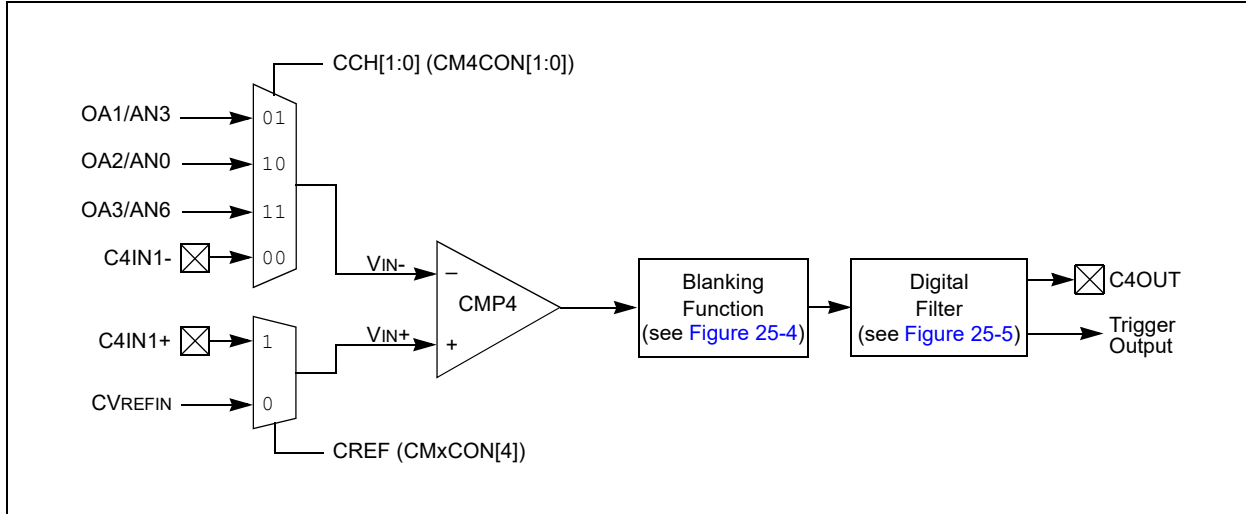 CCH[1:0] (CM4CON[1:0])
OA1/AN3
01
OA2/AN0
10
OA3/AN6
11
C4IN1-
00
VIN-
–
CMP4
Blanking
Function
(see Figure 25-4)
Digital
Filter
(see Figure 25-5)
C4OUT
Trigger
Output
C4IN1+
1
VIN+
+
CVREFIN
0
CREF (CMxCON[4])